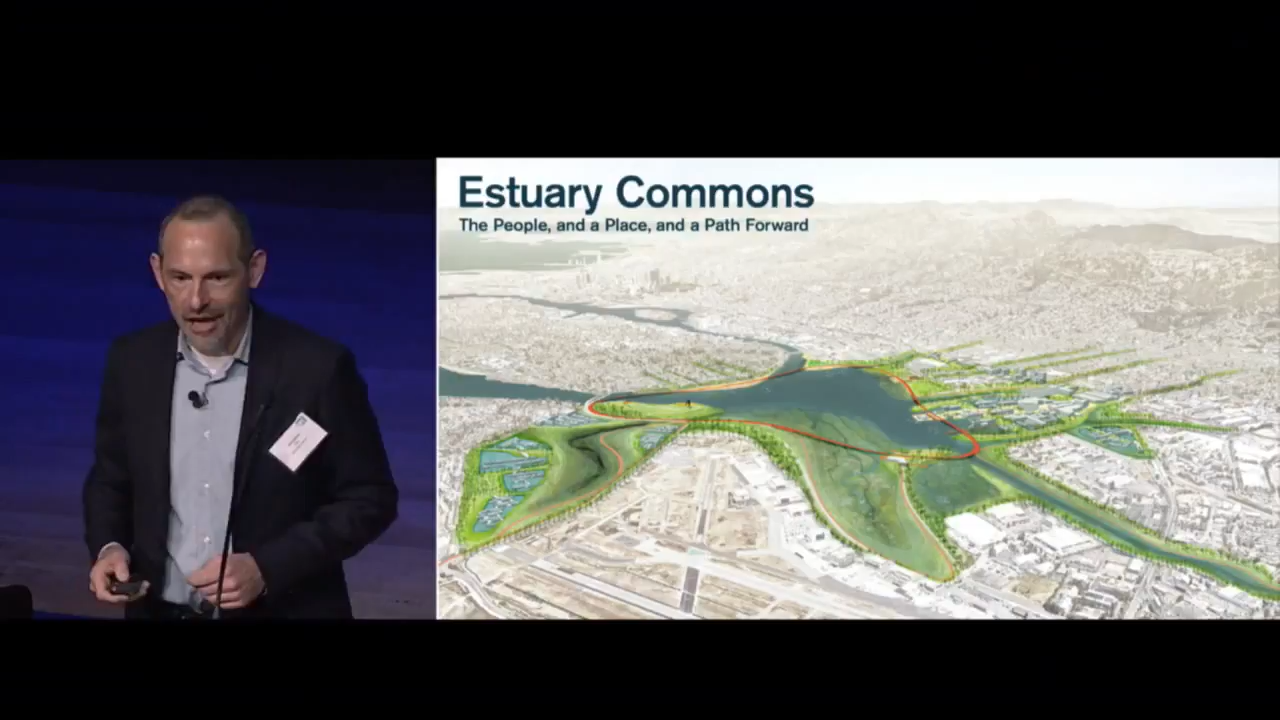 Estuary Commons
The People, and a Place, and a Path Forward